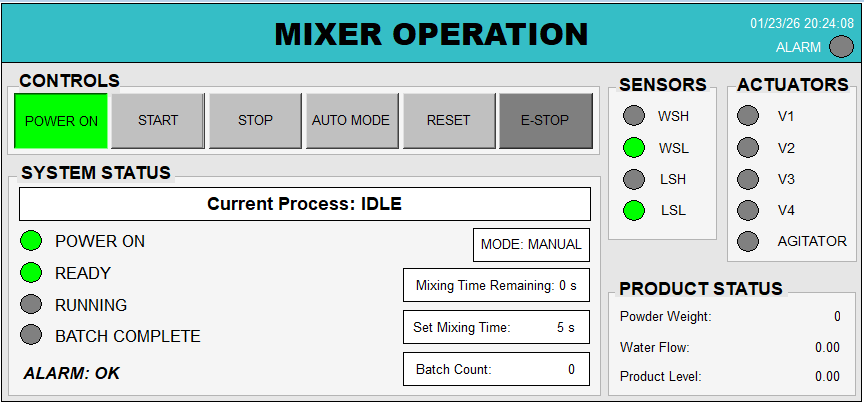 MIXER OPERATION
01/23/26 20:24:08
ALARM
CONTROLS
POWER ON
START
STOP
AUTO MODE
RESET
E-STOP
SYSTEM STATUS
Current Process: IDLE
POWER ON
READY
RUNNING
BATCH COMPLETE
ALARM: OK
MODE: MANUAL
Mixing Time Remaining: 0 s
Set Mixing Time: 5 s
Batch Count: 0
SENSORS
WSH
WSL
LSH
LSL
ACTUATORS
V1
V2
V3
V4
AGITATOR
PRODUCT STATUS
Powder Weight: 0
Water Flow: 0.00
Product Level: 0.00